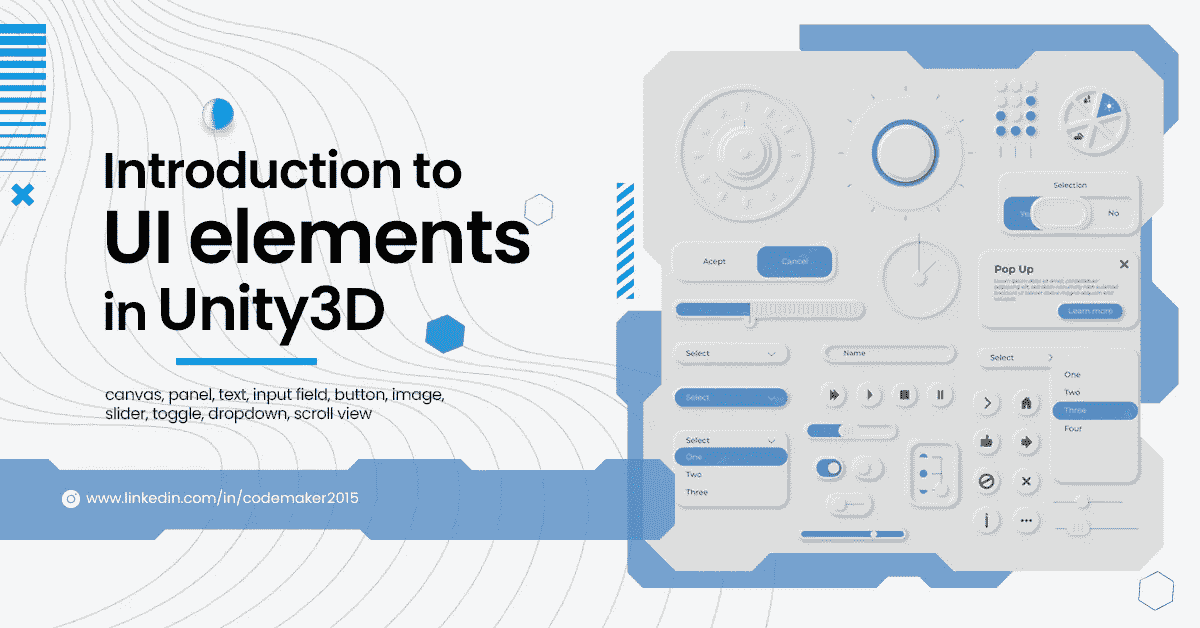 Introduction to
UI elements
in Unity3D
canvas, panel, text, input field, button, image,
slider, toggle, dropdown, scroll view
www.linkedin.com/in/codemaker2015
Selection
Yes
No
Acept
Cancel
Pop Up
Learn more
Select
Name
Select
One
Two
Three
Four
Select
Select
One
Two
Three